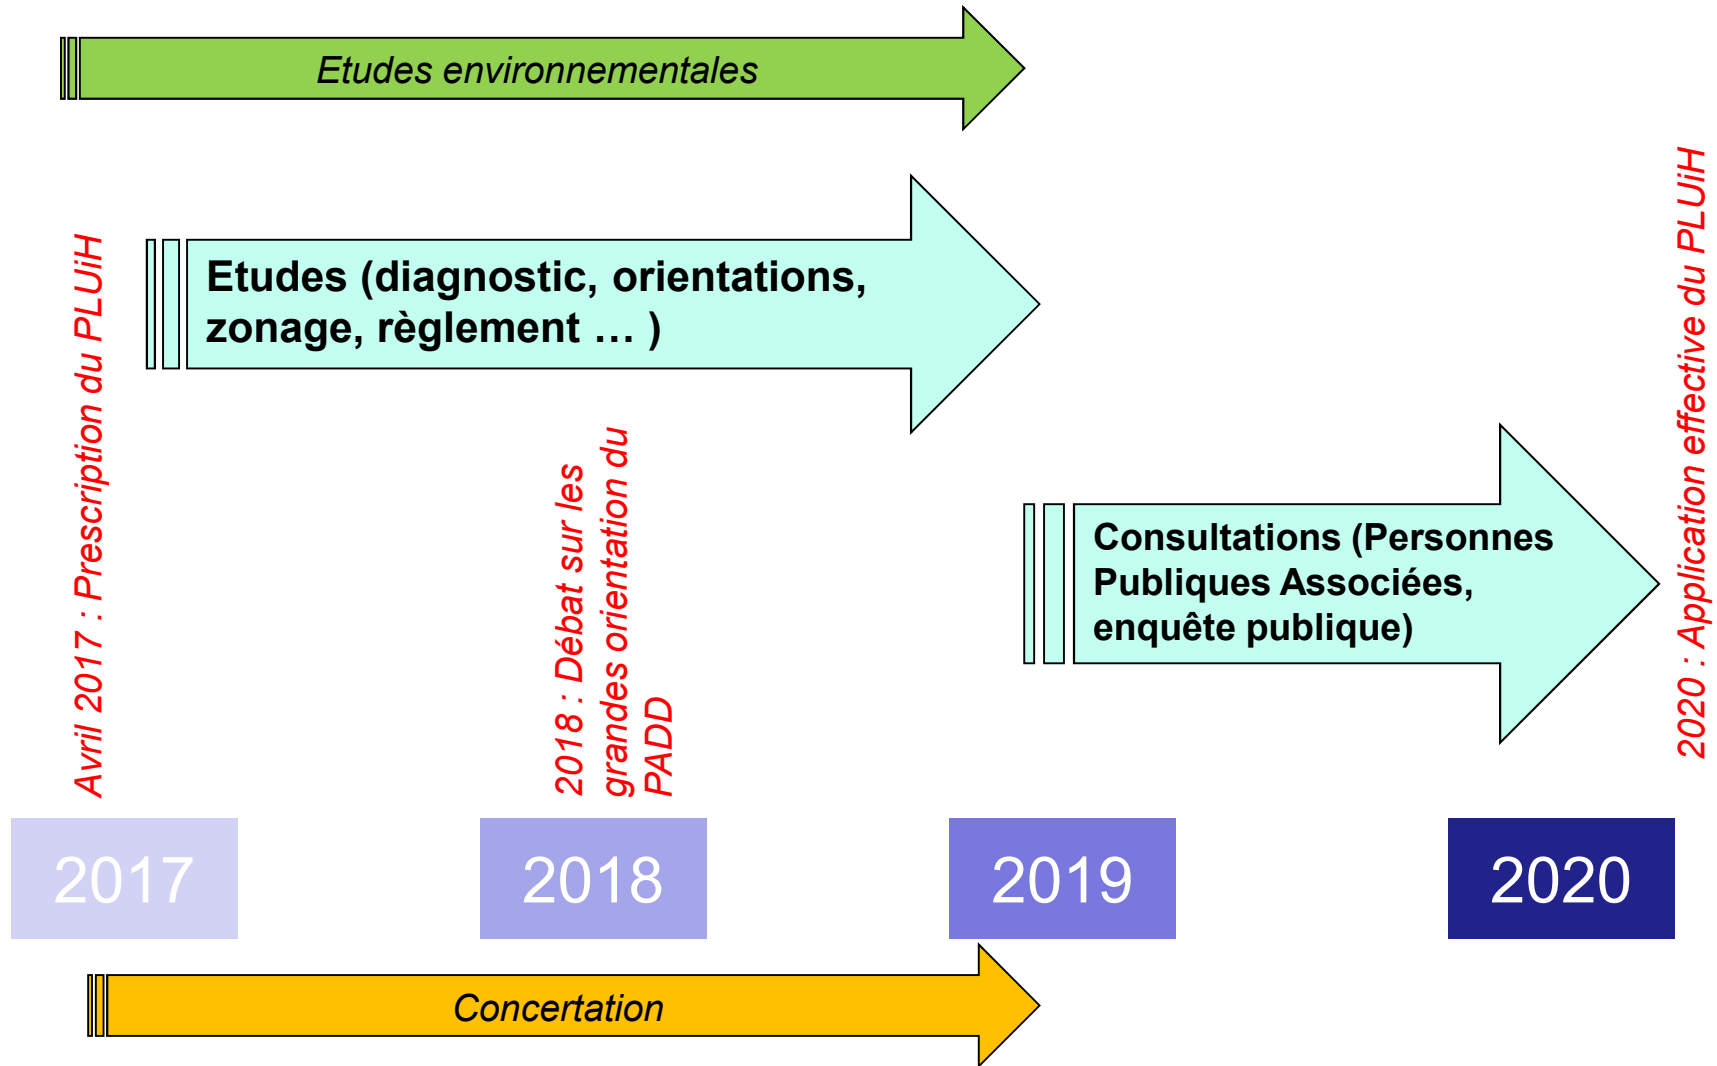 Etudes environnementales
Avril 2017 : Prescription du PLUiH
Etudes (diagnostic, orientations,
zonage, règlement … )
2018 : Débat sur les
grandes orientation du
PADD
Consultations (Personnes
Publiques Associées,
enquête publique)
2020 : Application effective du PLUiH
2017
2018
2019
2020
Concertation